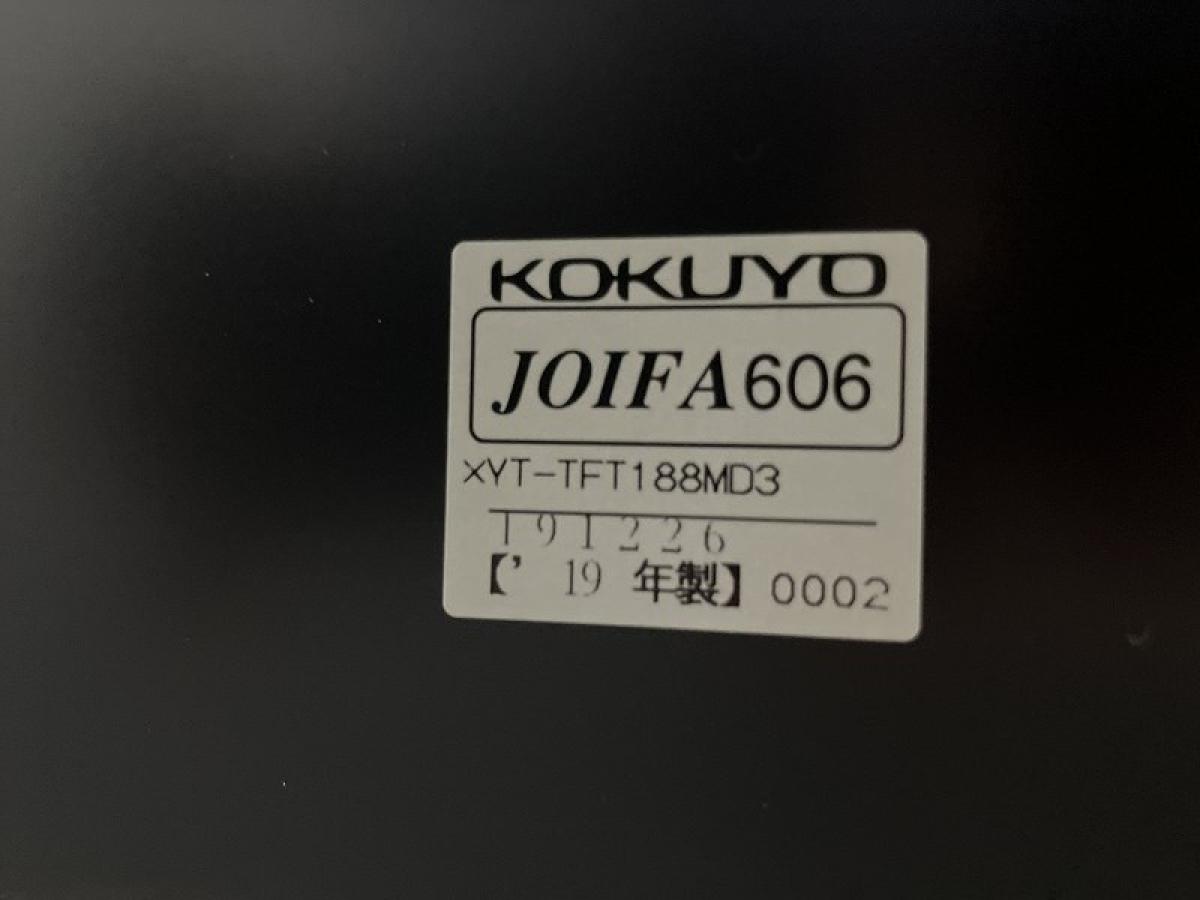 KOKUYO
JOIFA606
XYT-TFT188MD3
191226
【’19 年製】0002